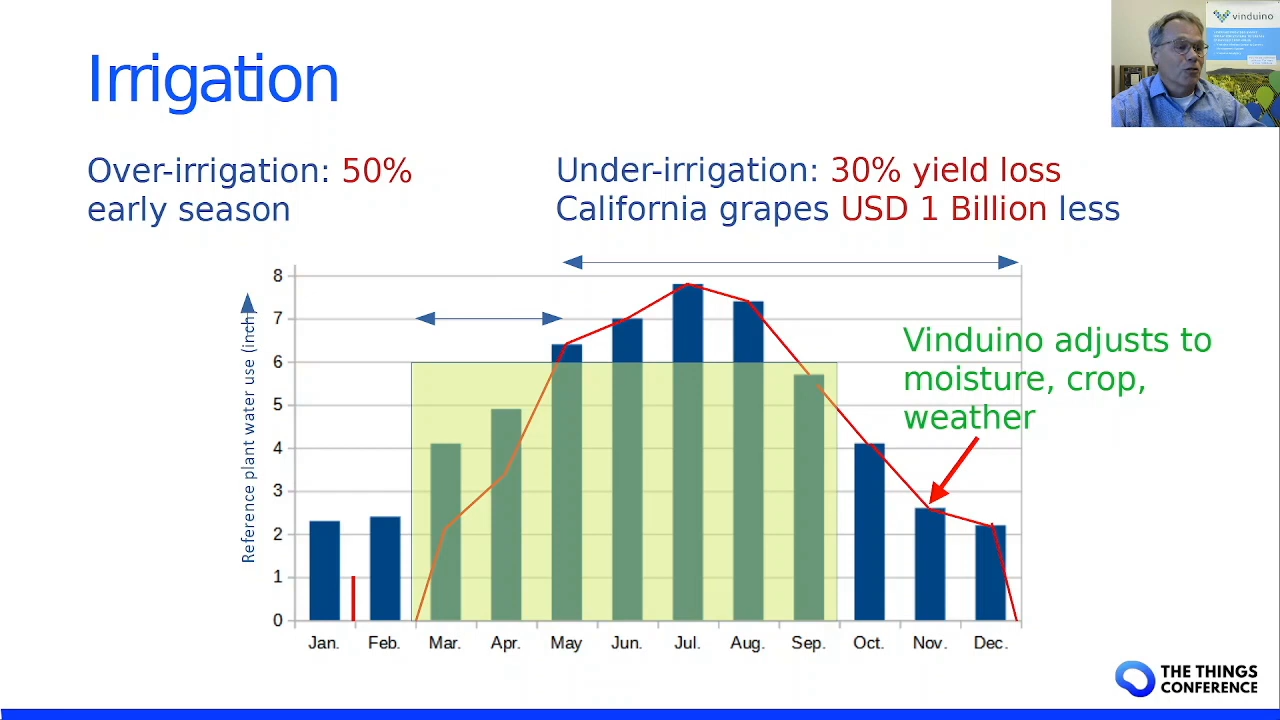 Irrigation
vinduino
Over-irrigation: 50%
early season
Under-irrigation: 30% yield loss
California grapes USD 1 Billion less
Reference plant water use (inch)
8
7
6
5
4
3
2
1
0
Vinduino adjusts to
moisture, crop,
weather
Jan. Feb. Mar. Apr. May Jun. Jul. Aug. Sep. Oct. Nov. Dec.
THE THINGS
CONFERENCE